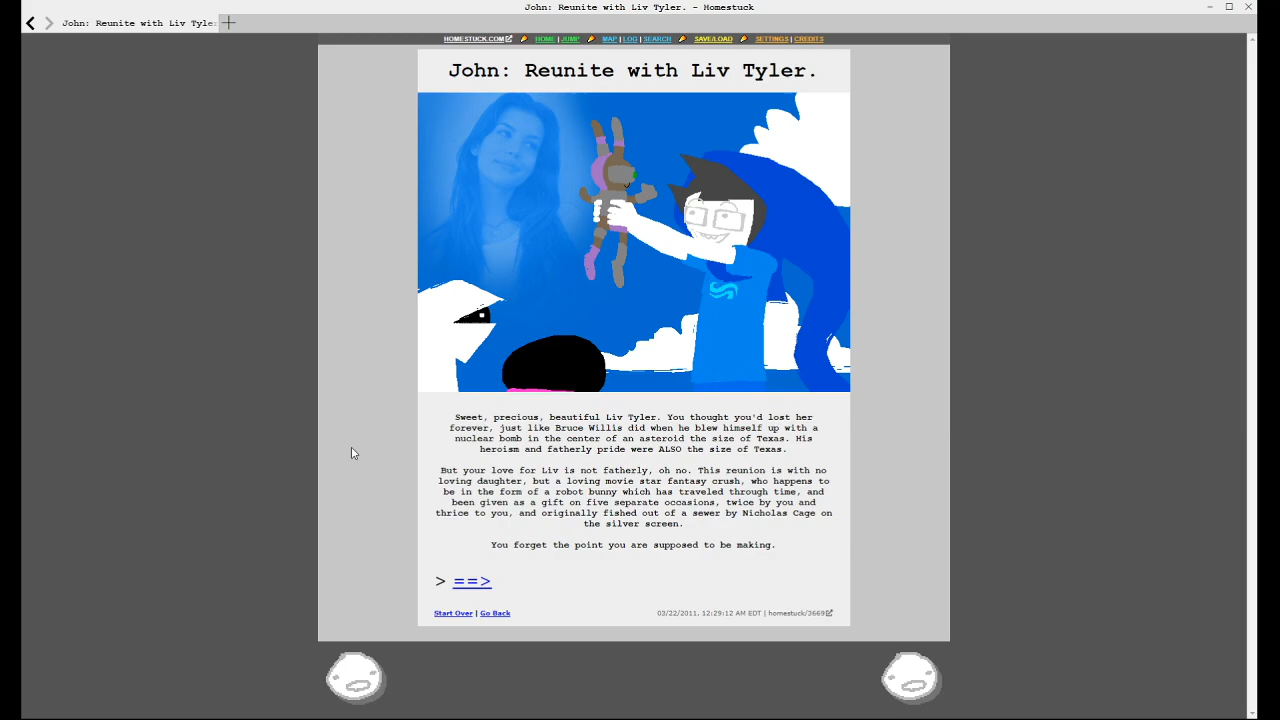 John: Reunite with Liv Tyler. - Homestuck
John: Reunite with Liv Tyle
HOMESTUCK.COM HOME | JUMP MAP | LOG | SEARCH SAVE/LOAD SETTINGS | CREDITS
John: Reunite with Liv Tyler.
Sweet, precious, beautiful Liv Tyler. You thought you'd lost her
forever, just like Bruce Willis did when he blew himself up with a
nuclear bomb in the center of an asteroid the size of Texas. His
heroism and fatherly pride were ALSO the size of Texas.
But your love for Liv is not fatherly, oh no. This reunion is with no
loving daughter, but a loving movie star fantasy crush, who happens to
be in the form of a robot bunny which has traveled through time, and
been given as a gift on five separate occasions, twice by you and
thrice to you, and originally fished out of a sewer by Nicholas Cage on
the silver screen.
You forget the point you are supposed to be making.
> ==>
Start Over | Go Back 03/22/2011, 12:29:12 AM EDT | homestuck/3669